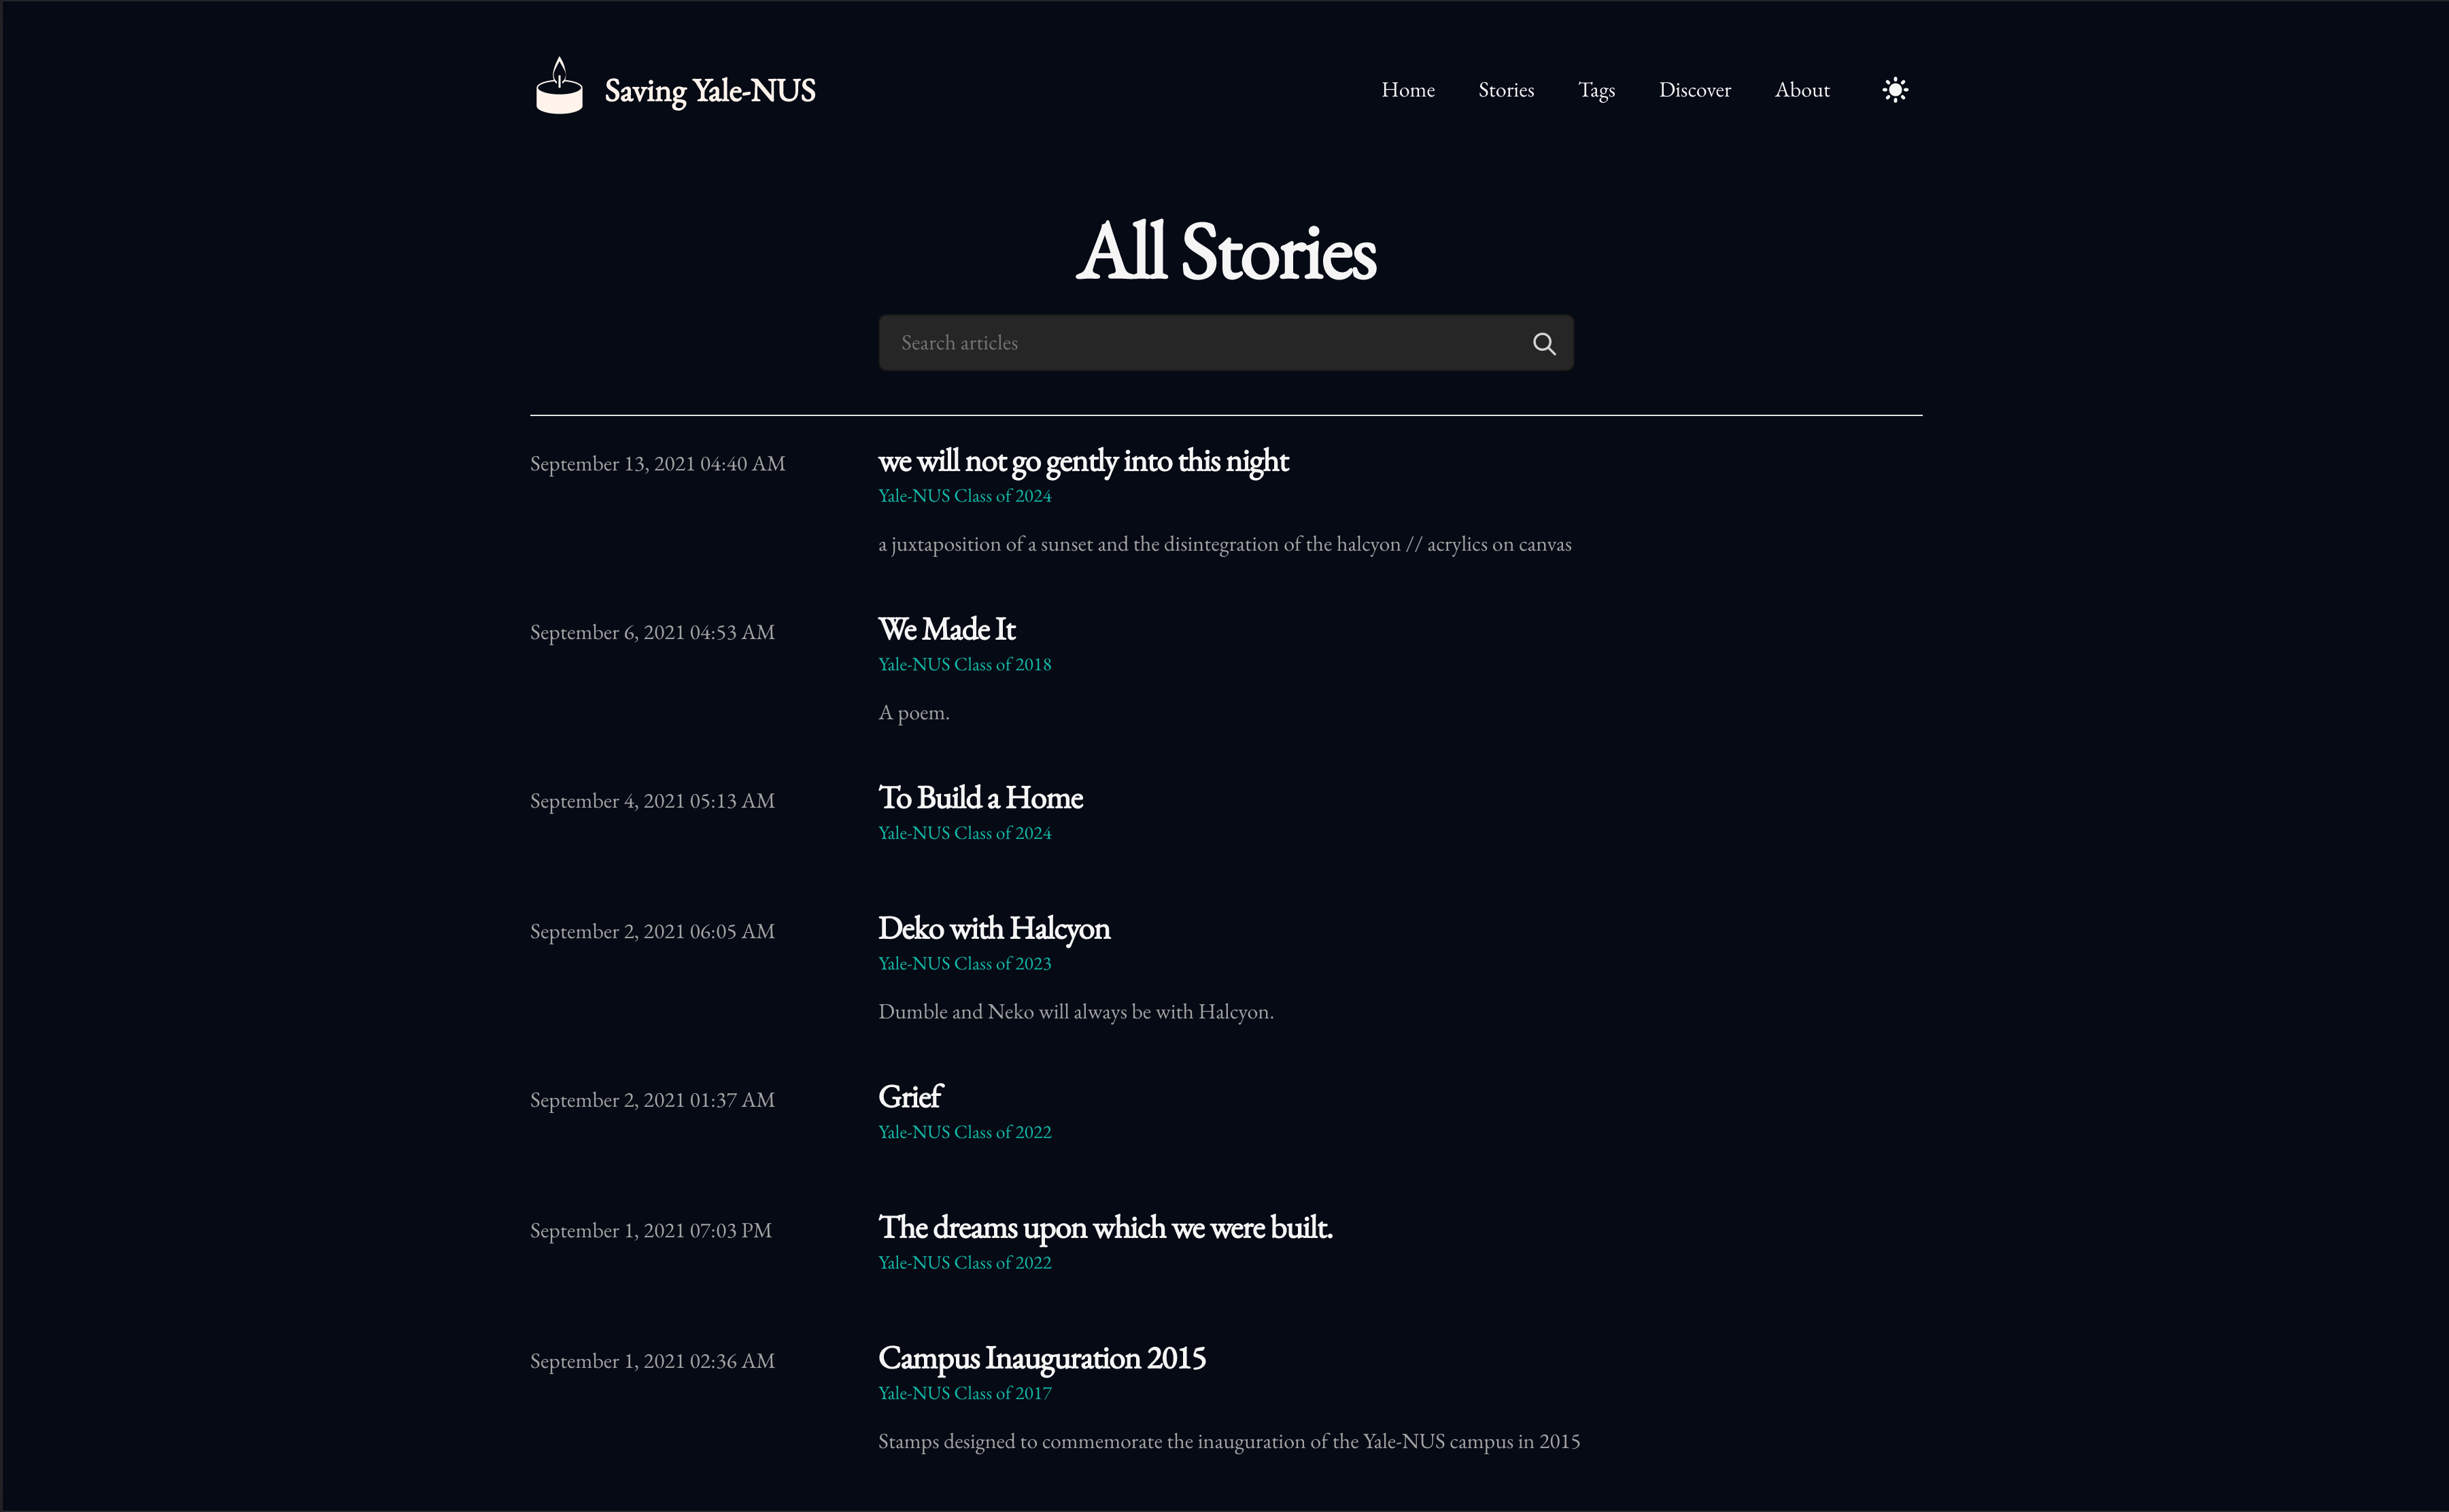 Saving Yale-NUS
Home Stories Tags Discover About
All Stories
Search articles
September 13, 2021 04:40 AM
we will not go gently into this night
Yale-NUS Class of 2024
a juxtaposition of a sunset and the disintegration of the halcyon // acrylics on canvas
September 6, 2021 04:53 AM
We Made It
Yale-NUS Class of 2018
A poem.
September 4, 2021 05:13 AM
To Build a Home
Yale-NUS Class of 2024
September 2, 2021 06:05 AM
Deko with Halcyon
Yale-NUS Class of 2023
Dumble and Neko will always be with Halcyon.
September 2, 2021 01:37 AM
Grief
Yale-NUS Class of 2022
September 1, 2021 07:03 PM
The dreams upon which we were built.
Yale-NUS Class of 2022
September 1, 2021 02:36 AM
Campus Inauguration 2015
Yale-NUS Class of 2017
Stamps designed to commemorate the inauguration of the Yale-NUS campus in 2015